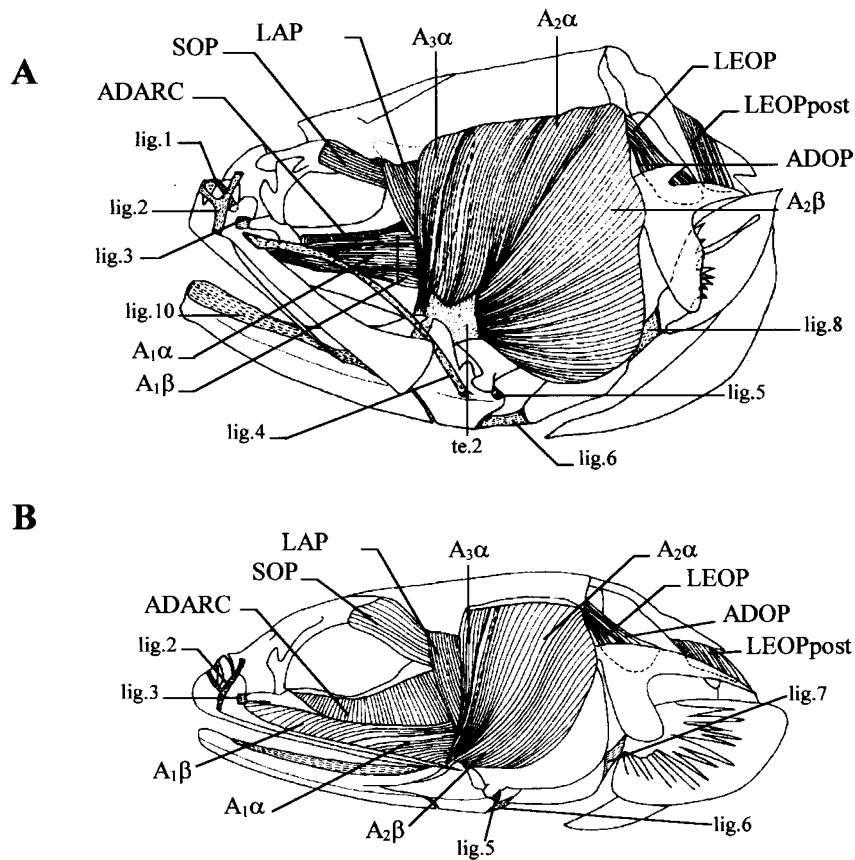 A
SOP
LAP
A₃α
A₂α
LEOP
ADARC
LEOPpost
lig.1
ADOP
lig.2
A₂β
lig.3
lig.10
lig.8
A₁α
A₁β
lig.4
te.2
lig.5
lig.6
B
LAP
A₃α
A₂α
SOP
LEOP
ADARC
ADOP
lig.2
LEOPpost
lig.3
lig.7
A₁β
A₁α
A₂β
lig.5
lig.6